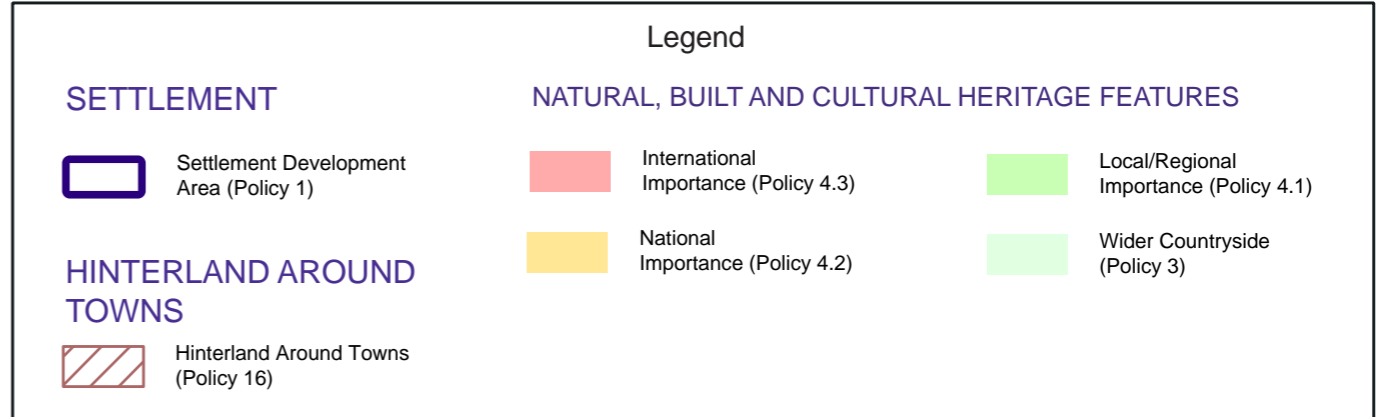 Legend
SETTLEMENT
Settlement Development
Area (Policy 1)
HINTERLAND AROUND
TOWNS
Hinterland Around Towns
(Policy 16)
NATURAL, BUILT AND CULTURAL HERITAGE FEATURES
International
Importance (Policy 4.3)
National
Importance (Policy 4.2)
Local/Regional
Importance (Policy 4.1)
Wider Countryside
(Policy 3)